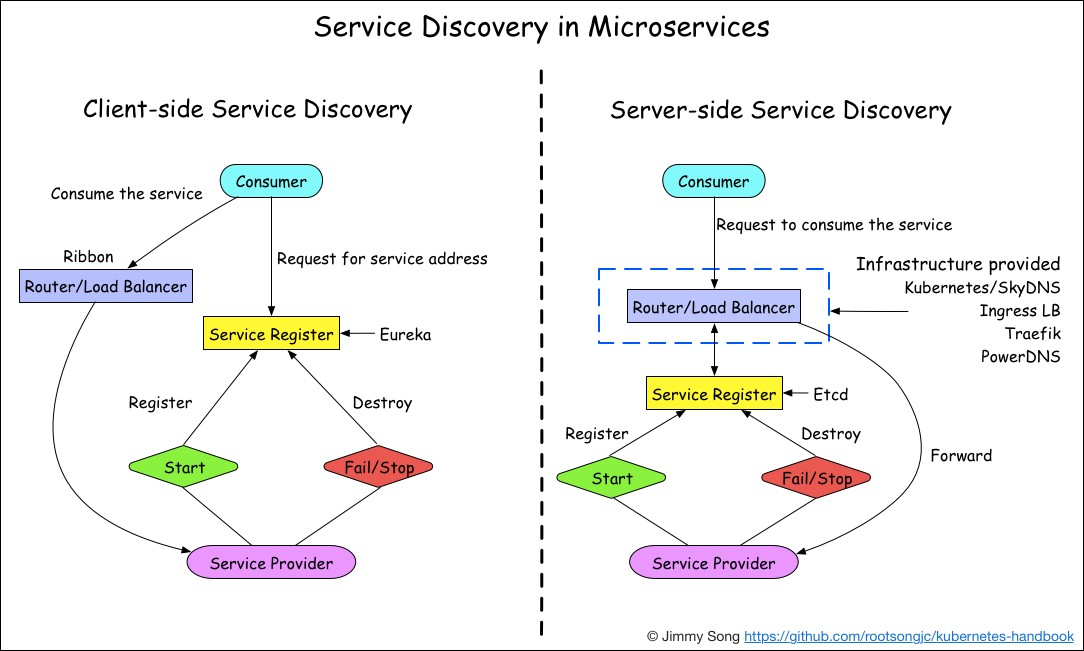 Service Discovery in Microservices
Client-side Service Discovery
Consumer
Consume the service
Ribbon
Request for service address
Router/Load Balancer
Service Register
Eureka
Register
Destroy
Start
Fail/Stop
Service Provider
Server-side Service Discovery
Consumer
Request to consume the service
Infrastructure provided
Kubernetes/SkyDNS
Ingress LB
Traefik
PowerDNS
Router/Load Balancer
Service Register
Etcd
Register
Destroy
Forward
Start
Fail/Stop
Service Provider
© Jimmy Song https://github.com/rootsongjc/kubernetes-handbook